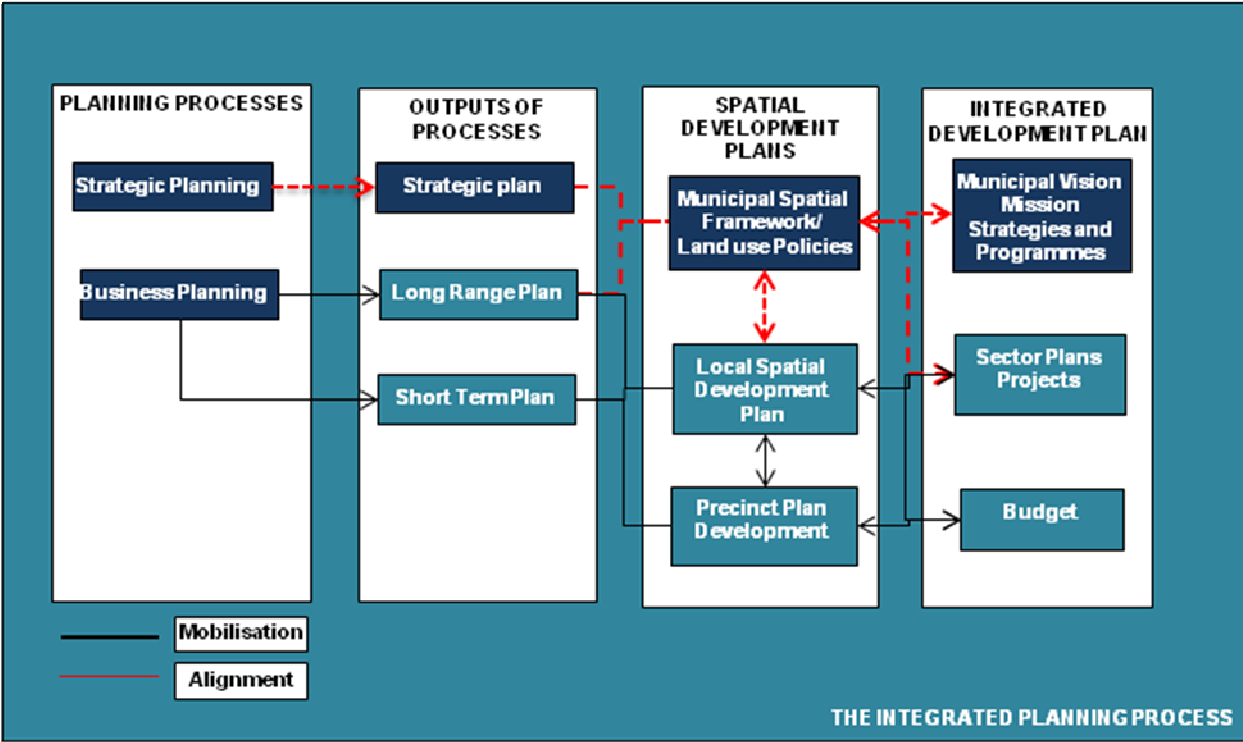 PLANNING PROCESSES
Strategic Planning
Business Planning
OUTPUTS OF
PROCESSES
Strategic plan
Long Range Plan
Short Term Plan
SPATIAL
DEVELOPMENT
PLANS
Municipal Spatial
Framework/
Land use Policies
Local Spatial
Development
Plan
Precinct Plan
Development
INTEGRATED
DEVELOPMENT PLAN
Municipal Vision
Mission
Strategies and
Programmes
Sector Plans
Projects
Budget
Mobilisation
Alignment
THE INTEGRATED PLANNING PROCESS